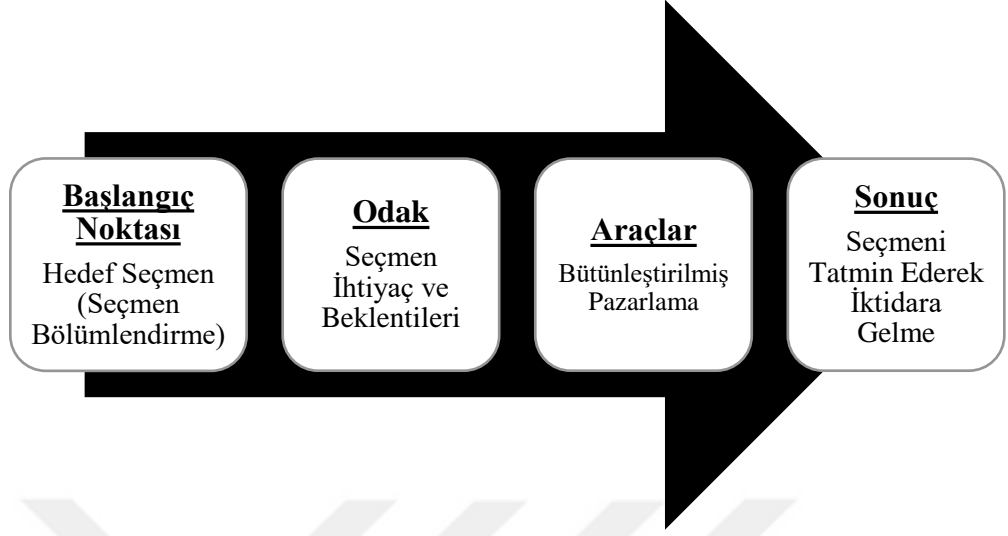 Başlangıç
Noktası
Hedef Seçmen
(Seçmen
Bölümlendirme)
Odak
Seçmen
İhtiyaç ve
Beklentileri
Araçlar
Bütünleştirilmiş
Pazarlama
Sonuç
Seçmeni
Tatmin Ederek
İktidara
Gelme